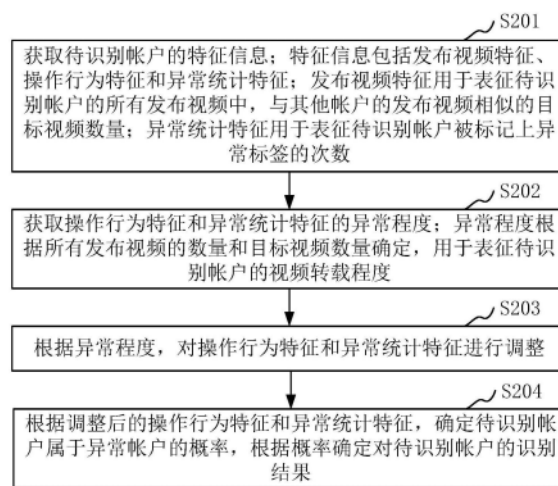 S201
获取待识别帐户的特征信息；特征信息包括发布视频特征、
操作行为特征和异常统计特征；发布视频特征用于表征待识
别帐户的所有发布视频中，与其他帐户的发布视频相似的目
标视频数量；异常统计特征用于表征待识别帐户被标记上异
常标签的次数
S202
获取操作行为特征和异常统计特征的异常程度；异常程度根
据所有发布视频的数量和目标视频数量确定，用于表征待识
别帐户的视频转载程度
S203
根据异常程度，对操作行为特征和异常统计特征进行调整
S204
根据调整后的操作行为特征和异常统计特征，确定待识别帐
户属于异常帐户的概率，根据概率确定对待识别帐户的识别
结果